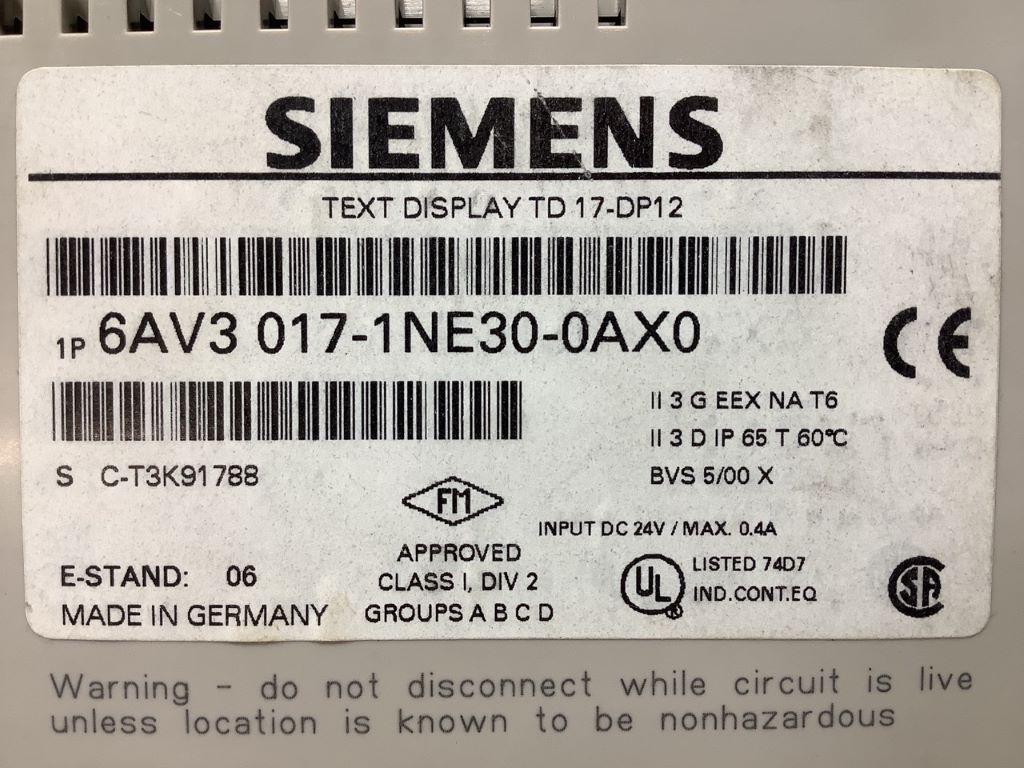 SIEMENS
TEXT DISPLAY TD 17-DP12
1P 6AV3 017-1NE30-0AX0
CE
II 3 G EEX NA T6
II 3 D IP 65 T 60°C
S C-T3K91788
BVS 5/00 X
FM
INPUT DC 24V / MAX. 0.4A
APPROVED
CLASS I, DIV 2
GROUPS A B C D
UL ®
LISTED 74D7
IND.CONT.EQ
SA
E-STAND: 06
MADE IN GERMANY
Warning - do not disconnect while circuit is live
unless location is known to be nonhazardous